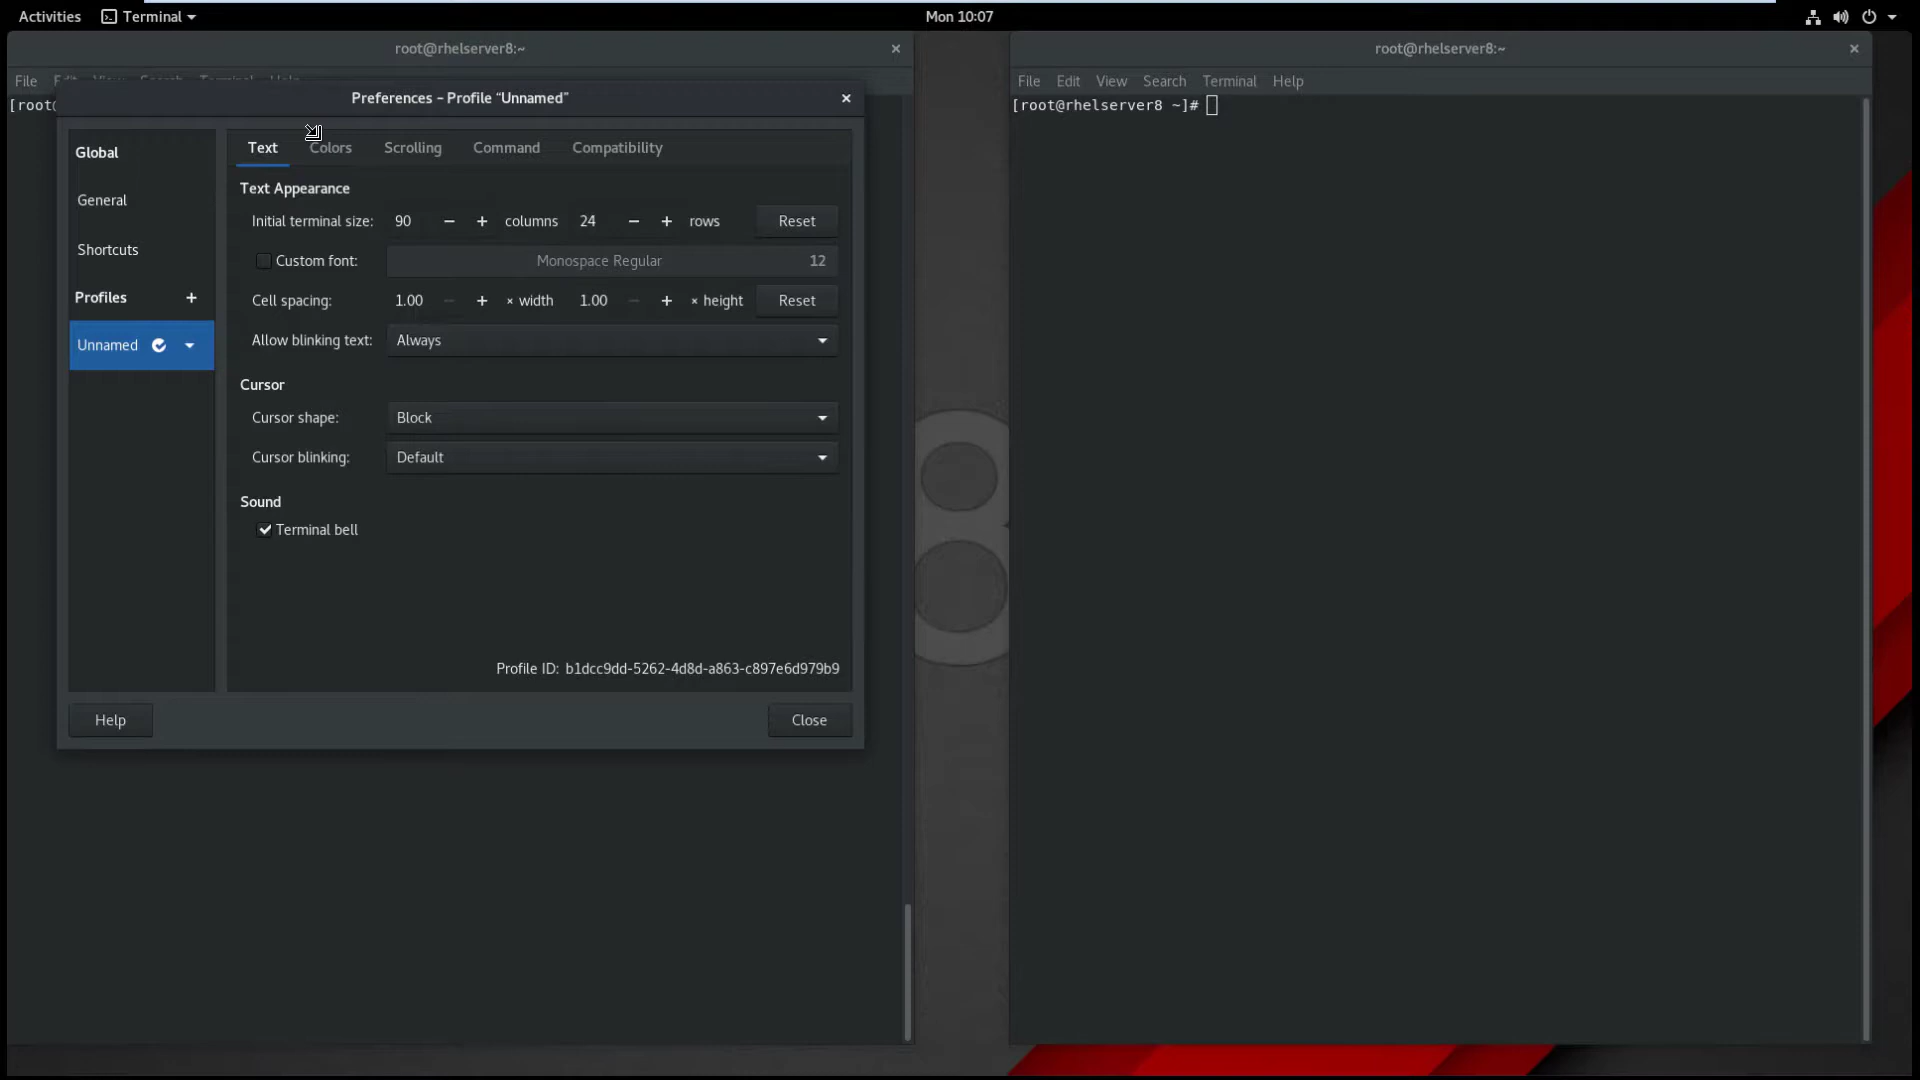 Activities Terminal Mon 10:07
root@rhelserver8:~
File
[root@
Preferences – Profile “Unnamed”
Global
General
Shortcuts
Profiles +
Unnamed
Text Colors Scrolling Command Compatibility
Text Appearance
Initial terminal size: 90 − + columns 24 − + rows Reset
Custom font: Monospace Regular 12
Cell spacing: 1.00 − + × width 1.00 − + × height Reset
Allow blinking text: Always
Cursor
Cursor shape: Block
Cursor blinking: Default
Sound
Terminal bell
Profile ID: b1dcc9dd-5262-4d8d-a863-c897e6d979b9
Help Close
root@rhelserver8:~
File Edit View Search Terminal Help
[root@rhelserver8 ~]#